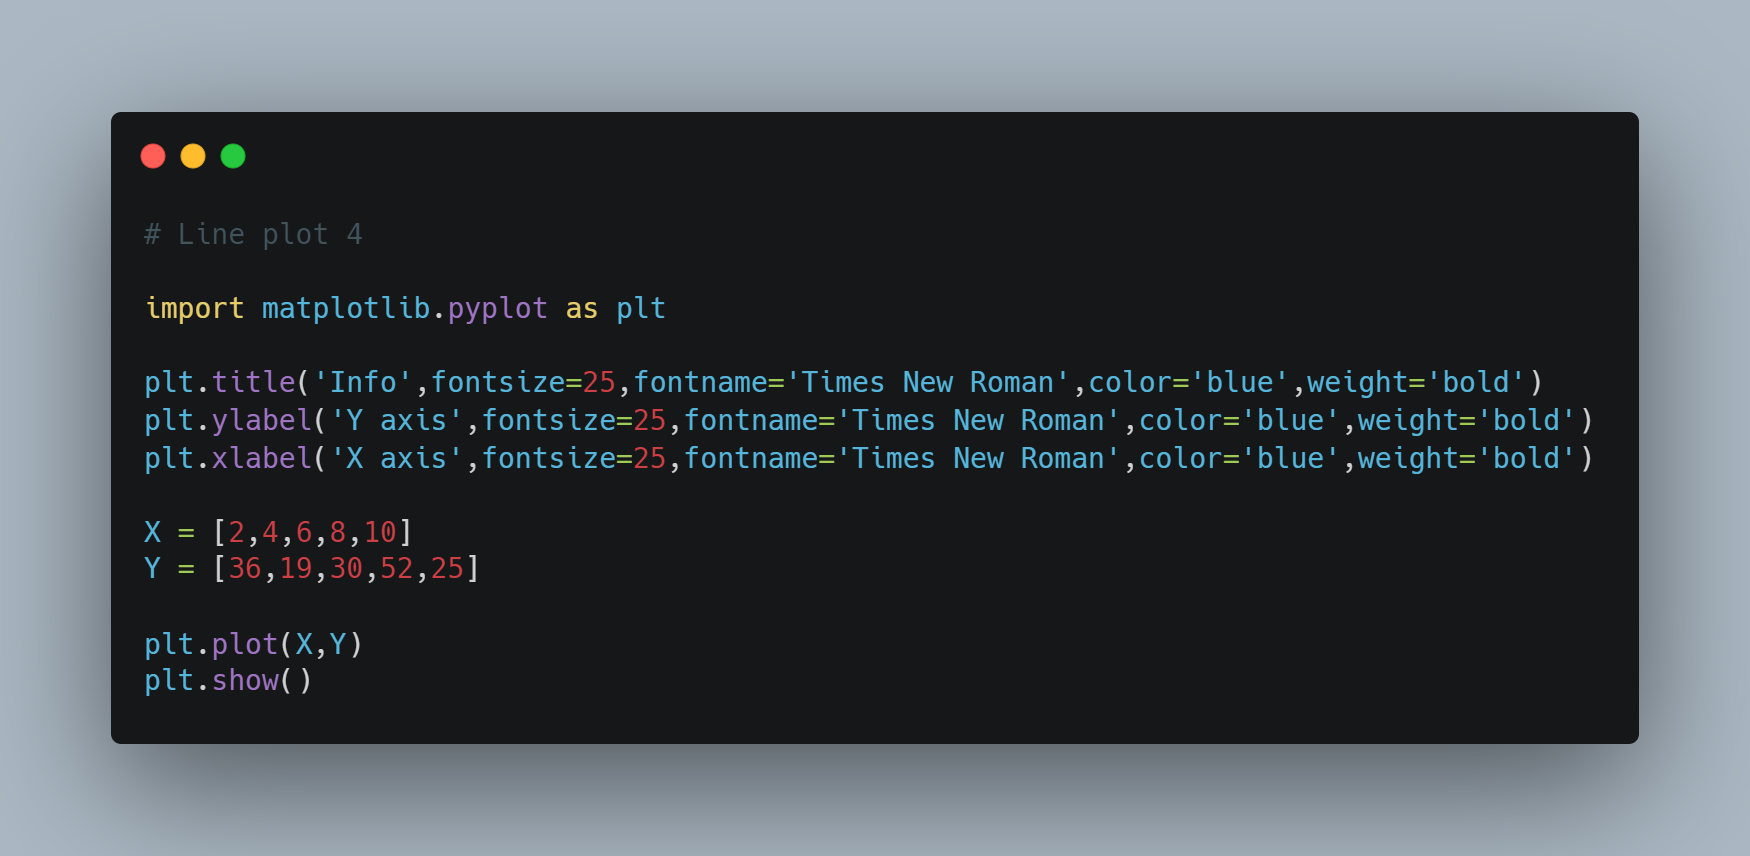 # Line plot 4
import matplotlib.pyplot as plt
plt.title('Info',fontsize=25,fontname='Times New Roman',color='blue',weight='bold')
plt.ylabel('Y axis',fontsize=25,fontname='Times New Roman',color='blue',weight='bold')
plt.xlabel('X axis',fontsize=25,fontname='Times New Roman',color='blue',weight='bold')
X = [2,4,6,8,10]
Y = [36,19,30,52,25]
plt.plot(X,Y)
plt.show()